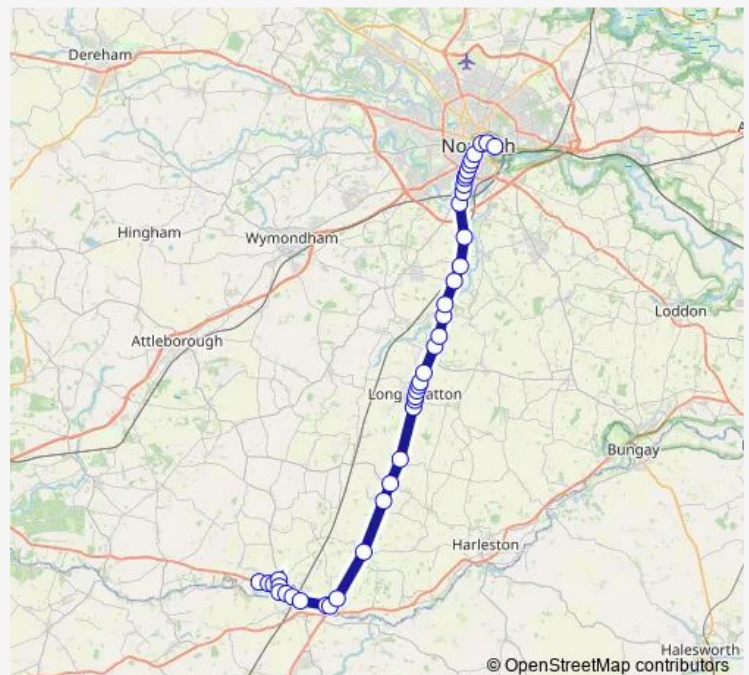 Dereham
Hingham
Wymondham
Attleborough
Loddon
Bungay
Harleston
Halesworth
© OpenStreetMap contributors